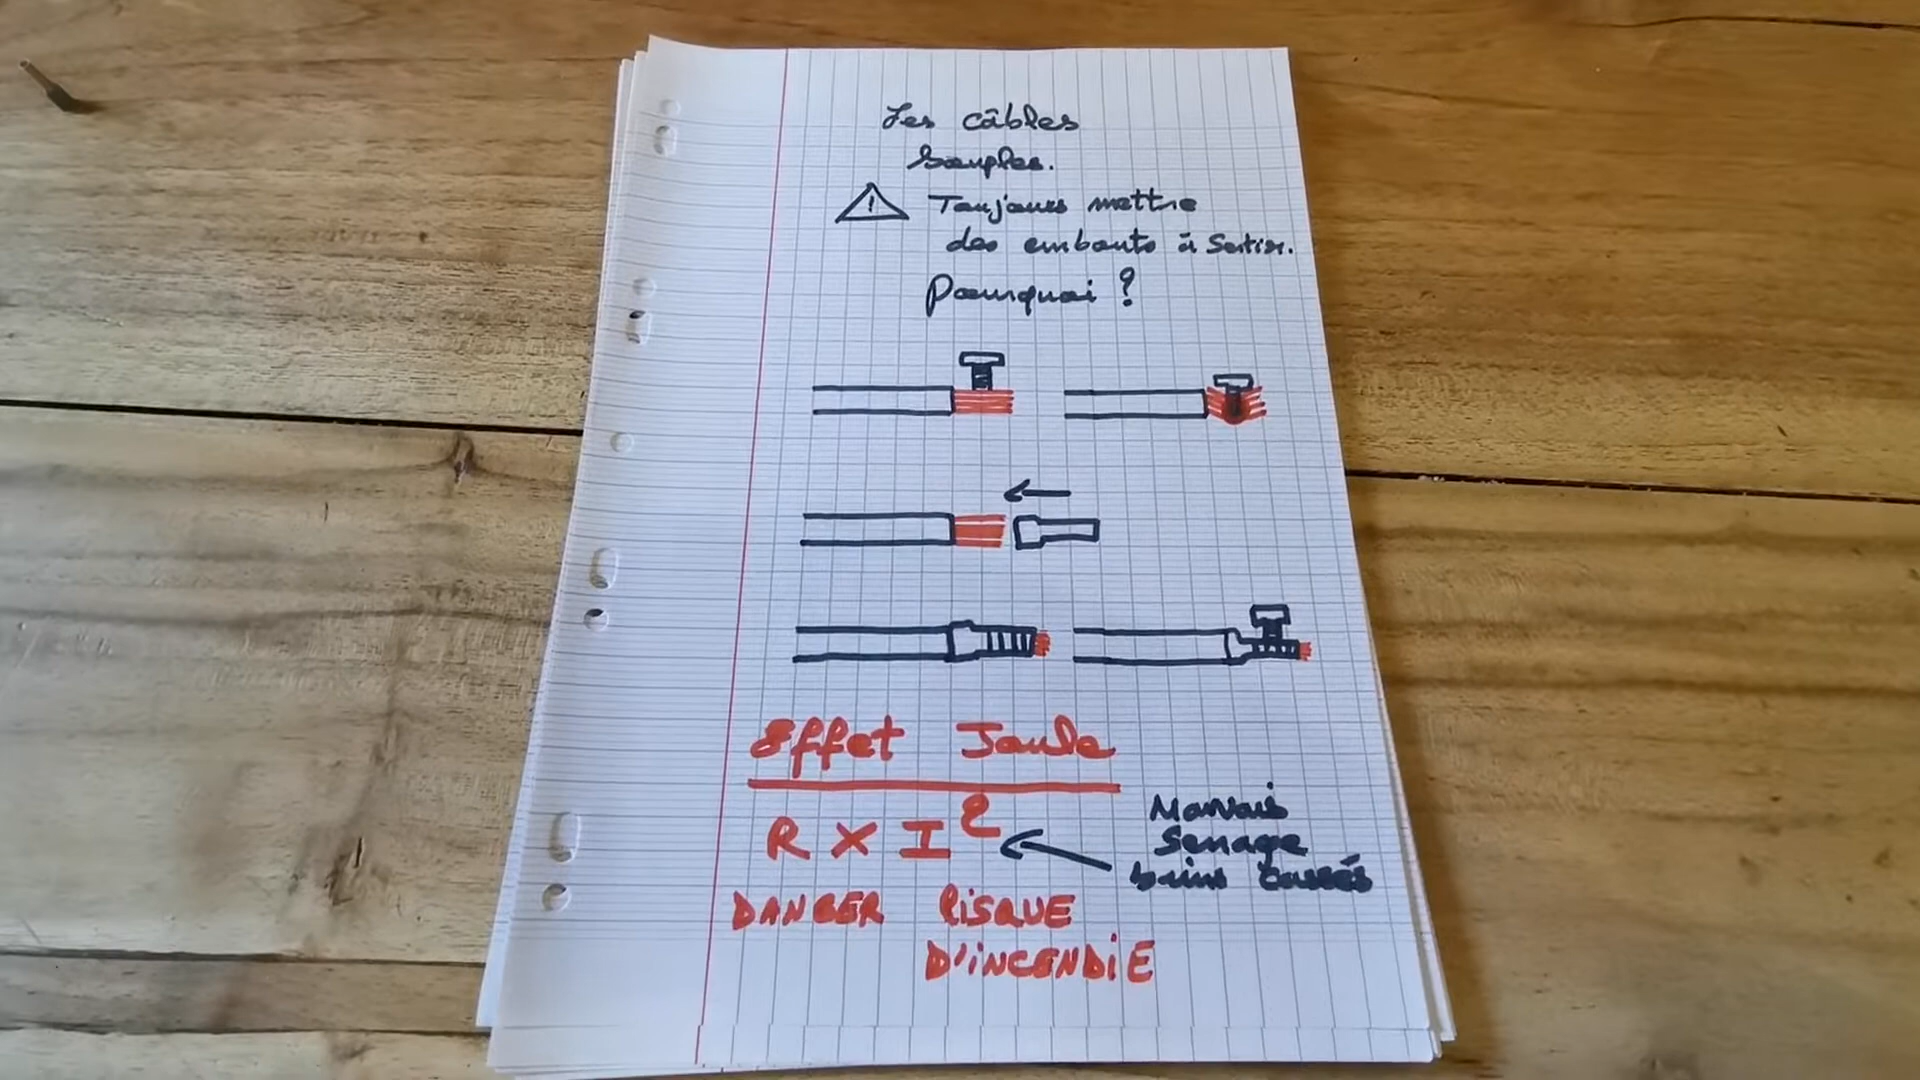 Les câbles
souples.
! Toujours mettre
des embouts à Sertir.
Pourquoi ?
Effet Joule
R X I²
Mauvais
Serrage
brins cassés
DANGER RISQUE
D'INCENDIE